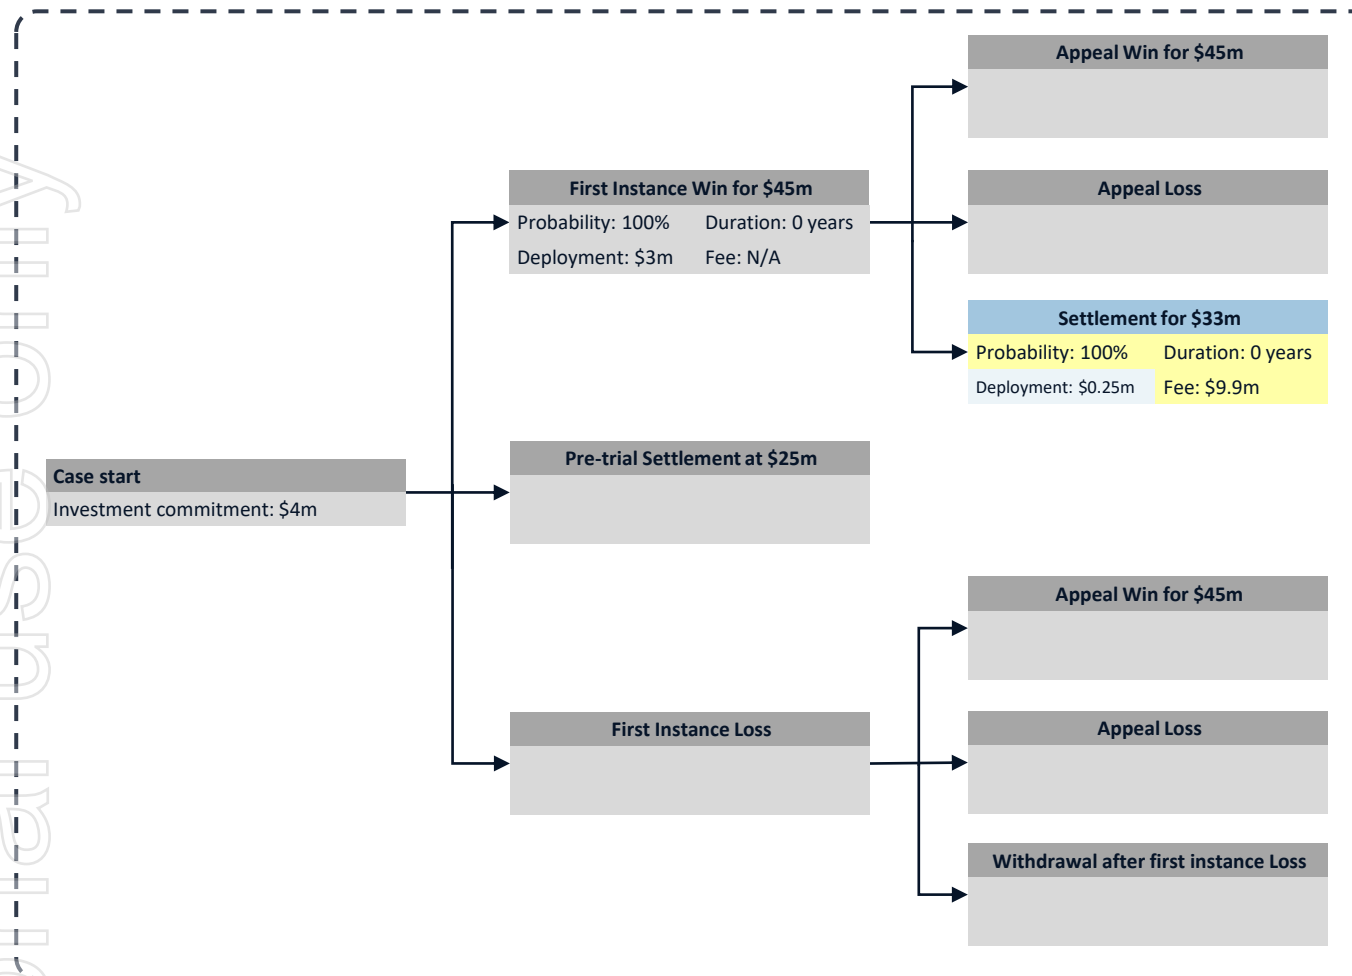 Appeal Win for $45m
First Instance Win for $45m
Probability: 100% Duration: 0 years
Deployment: $3m Fee: N/A
Appeal Loss
Settlement for $33m
Probability: 100% Duration: 0 years
Deployment: $0.25m Fee: $9.9m
Case start
Investment commitment: $4m
Pre-trial Settlement at $25m
First Instance Loss
Appeal Win for $45m
Appeal Loss
Withdrawal after first instance Loss
use only